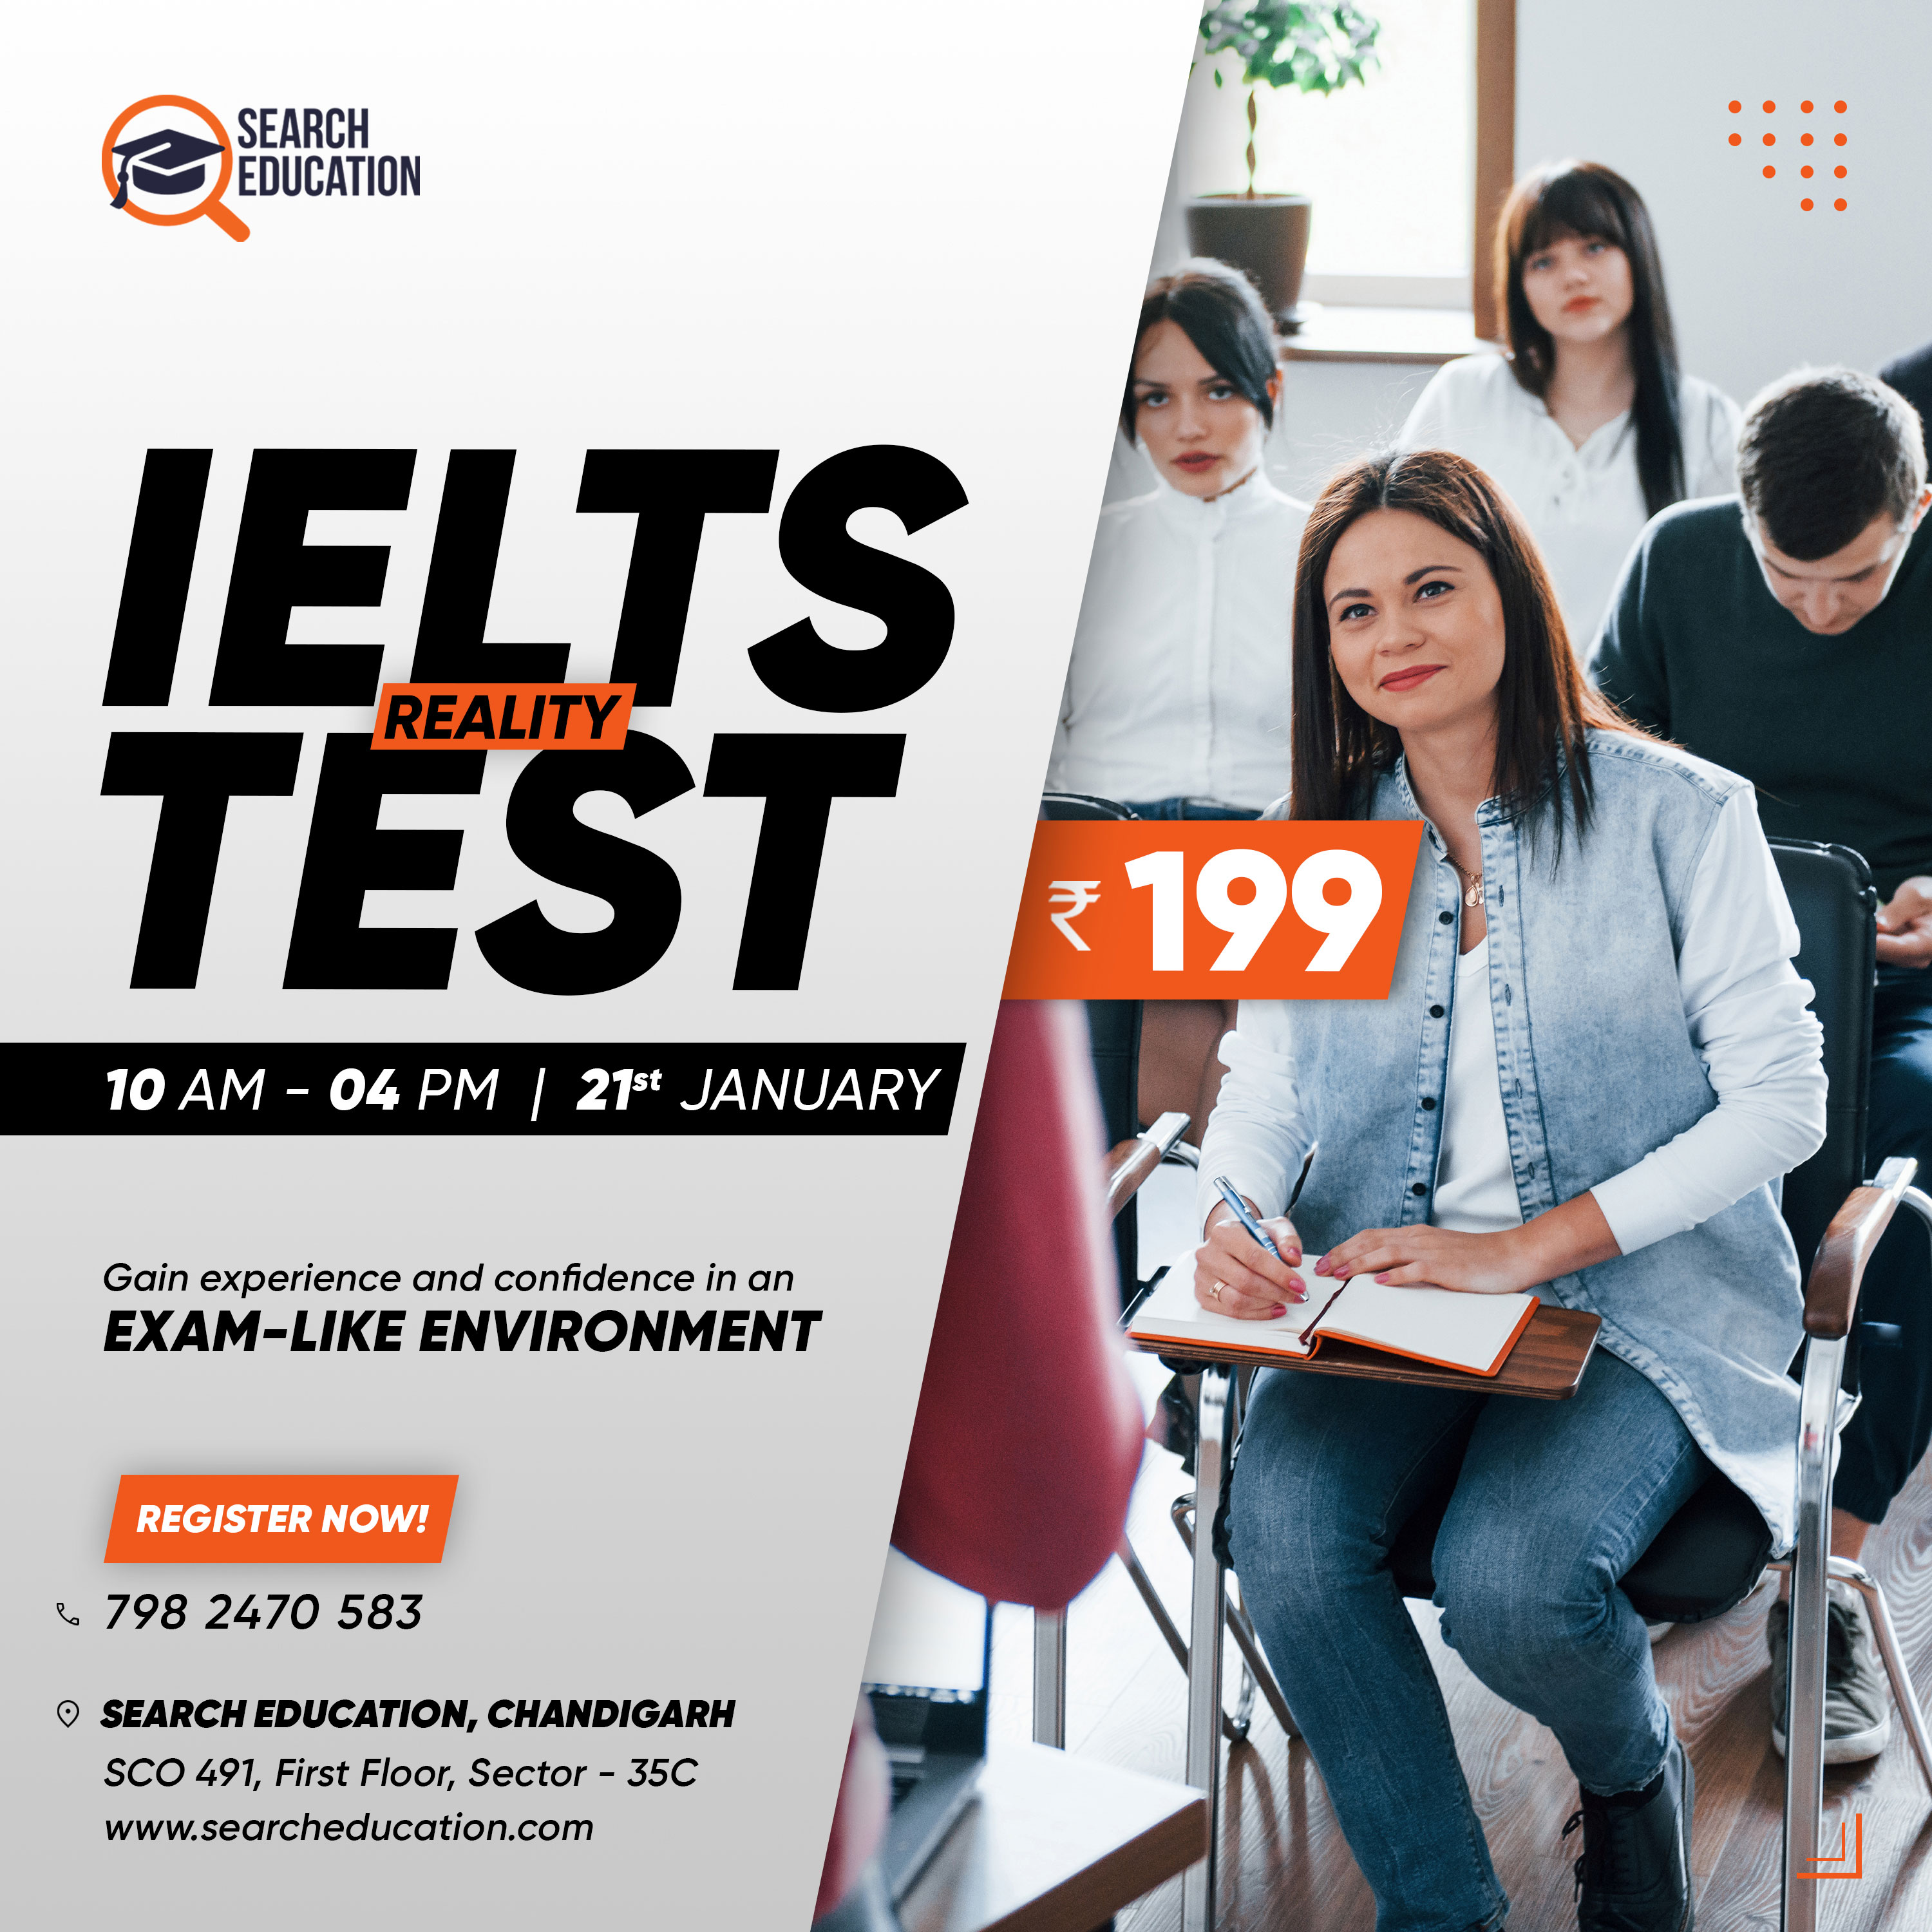 SEARCH
EDUCATION
IELTS
REALITY
TEST
₹ 199
10 AM - 04 PM | 21st JANUARY
Gain experience and confidence in an
EXAM-LIKE ENVIRONMENT
REGISTER NOW!
798 2470 583
SEARCH EDUCATION, CHANDIGARH
SCO 491, First Floor, Sector - 35C
www.searcheducation.com